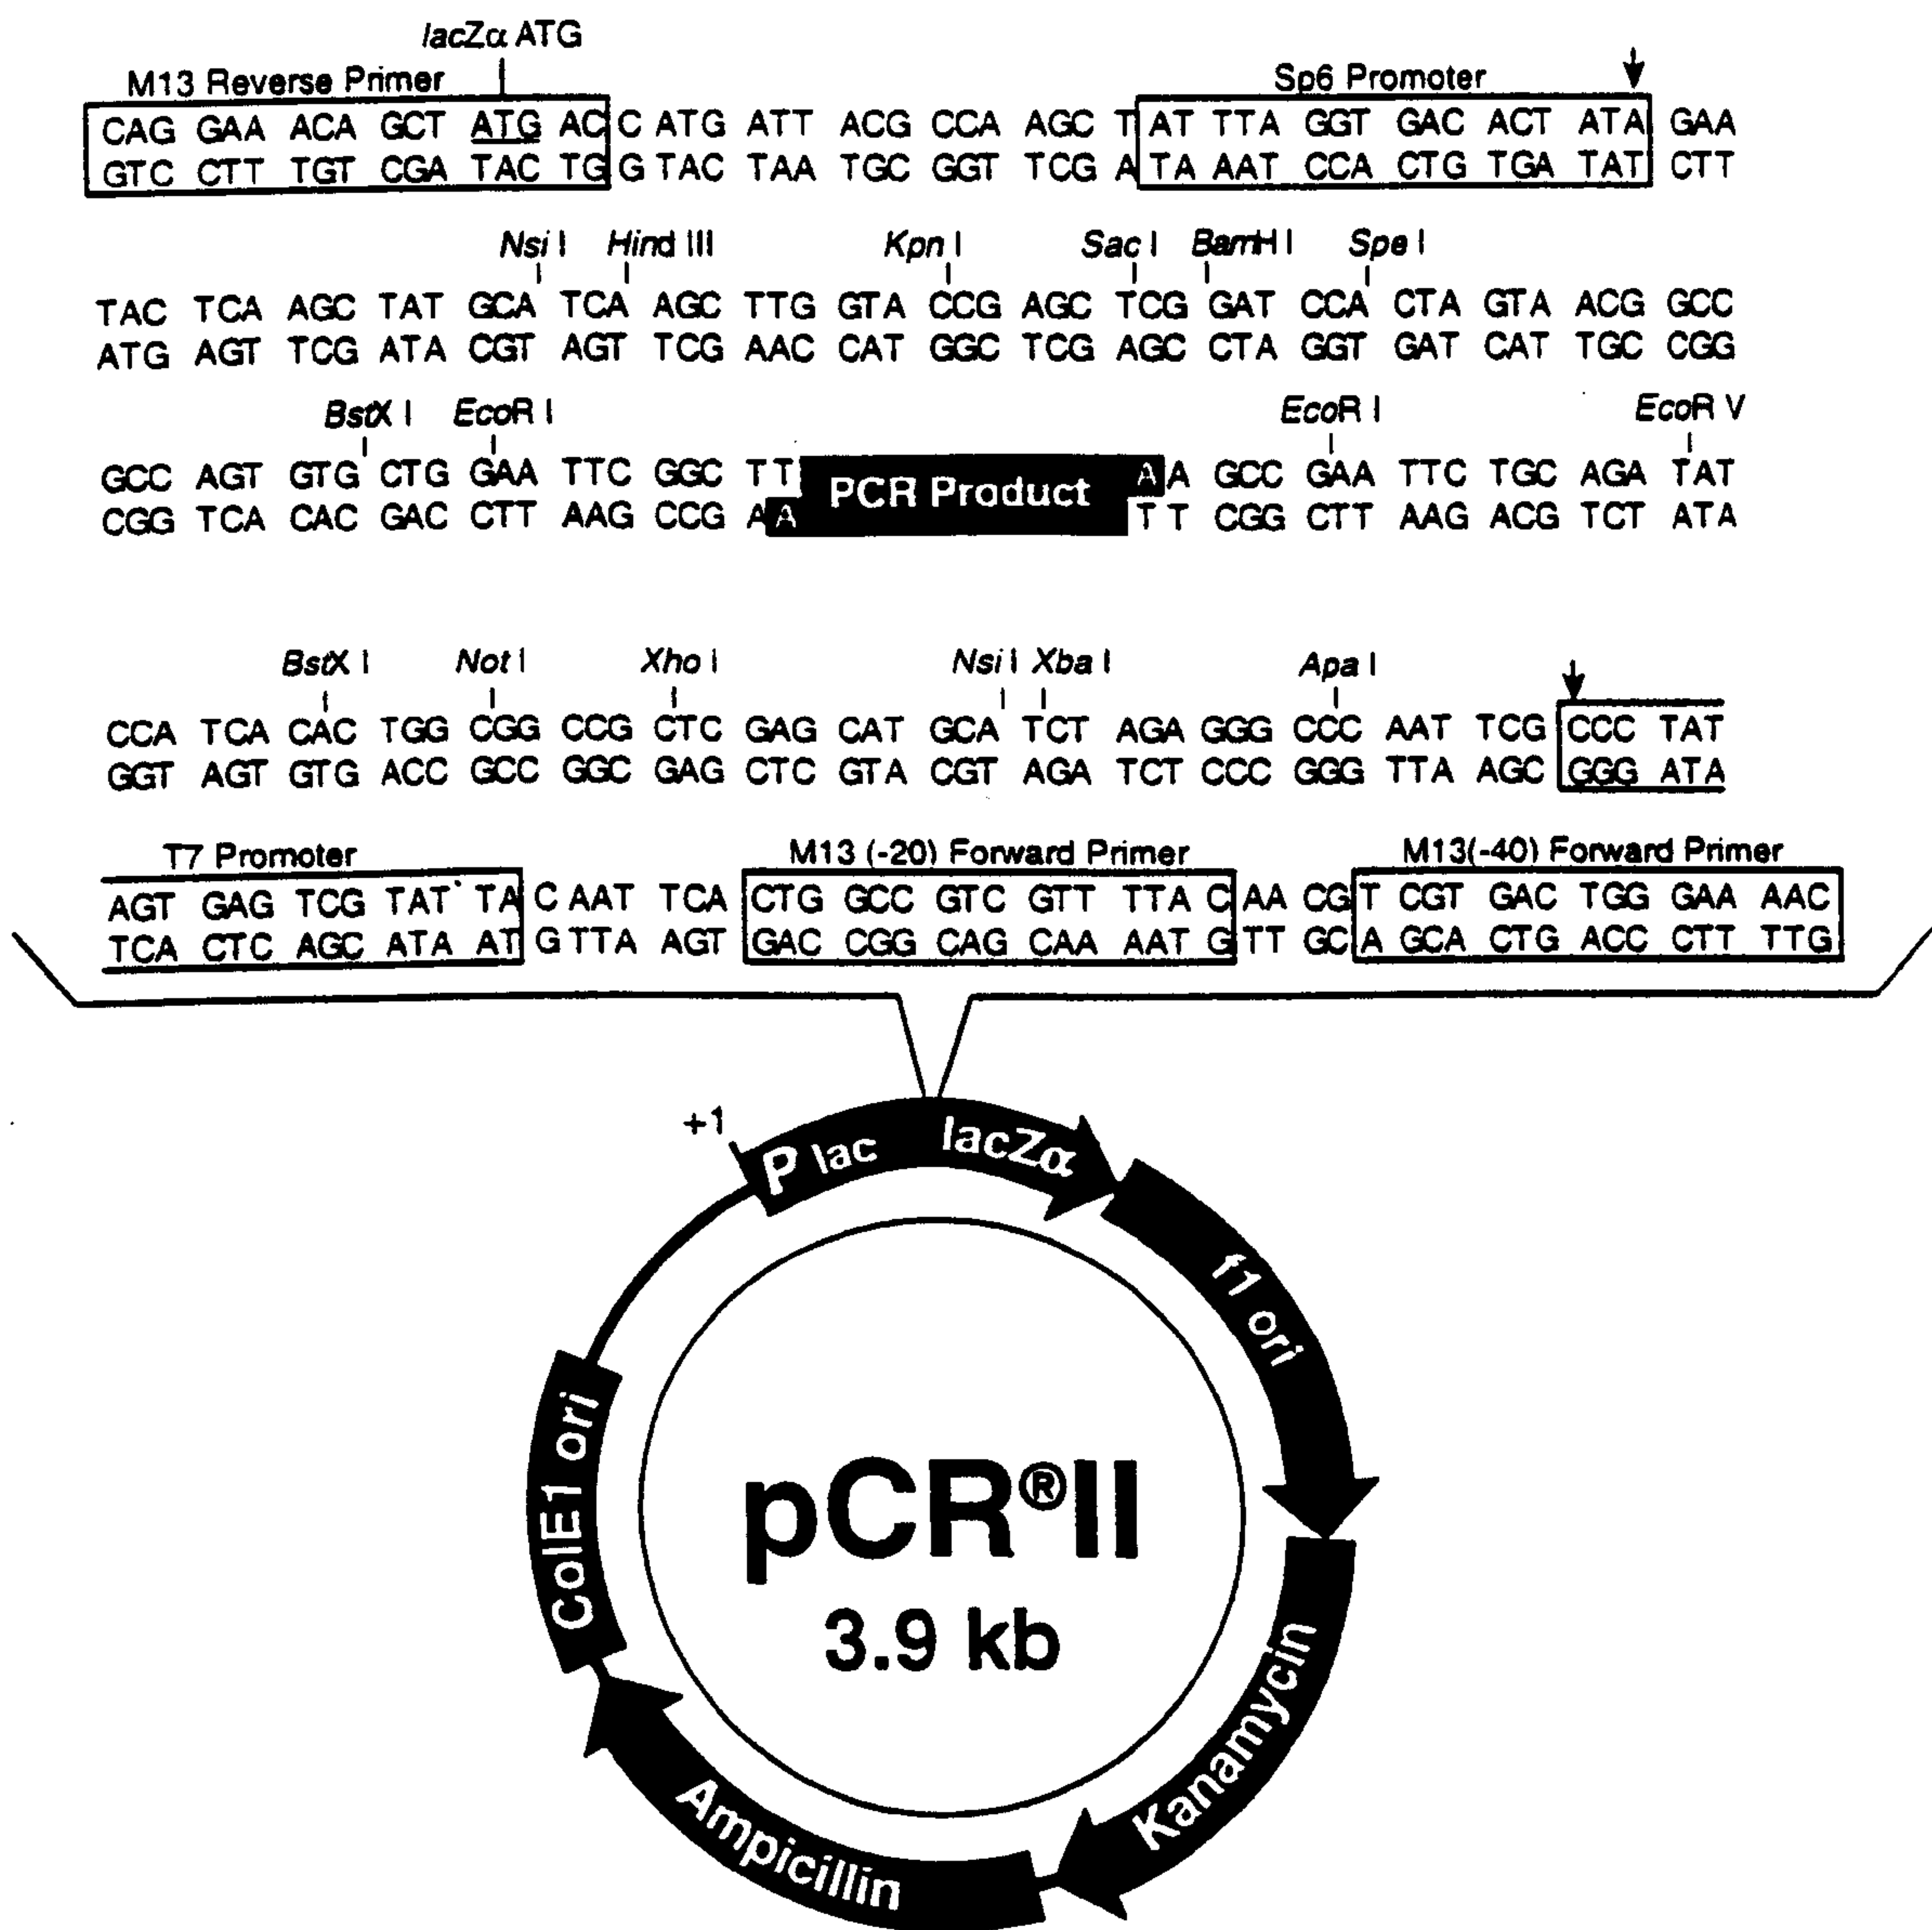 lacZα ATG
M13 Reverse Primer Sp6 Promoter
CAG GAA ACA GCT ATG AC C ATG ATT ACG CCA AGC T AT TTA GGT GAC ACT ATA GAA
GTC CTT TGT CGA TAC TG G TAC TAA TGC GGT TCG A TA AAT CCA CTG TGA TAT CTT
Nsi I Hind III Kpn I Sac I BamH I Spe I
TAC TCA AGC TAT GCA TCA AGC TTG GTA CCG AGC TCG GAT CCA CTA GTA ACG GCC
ATG AGT TCG ATA CGT AGT TCG AAC CAT GGC TCG AGC CTA GGT GAT CAT TGC CGG
BstX I EcoR I EcoR I EcoR V
GCC AGT GTG CTG GAA TTC GGC TT PCR Product A A GCC GAA TTC TGC AGA TAT
CGG TCA CAC GAC CTT AAG CCG A A T T CGG CTT AAG ACG TCT ATA
BstX I Not I Xho I Nsi I Xba I Apa I
CCA TCA CAC TGG CGG CCG CTC GAG CAT GCA TCT AGA GGG CCC AAT TCG CCC TAT
GGT AGT GTG ACC GCC GGC GAG CTC GTA CGT AGA TCT CCC GGG TTA AGC GGG ATA
T7 Promoter M13 (-20) Forward Primer M13(-40) Forward Primer
AGT GAG TCG TAT TA C AAT TCA CTG GCC GTC GTT TTA C AA CG T CGT GAC TGG GAA AAC
TCA CTC AGC ATA AT G TTA AGT GAC CGG CAG CAA AAT G TT GC A GCA CTG ACC CTT TTG
+1
P lac lacZα
f1 ori
ColE1 ori
pCR®II
3.9 kb
Kanamycin
Ampicillin